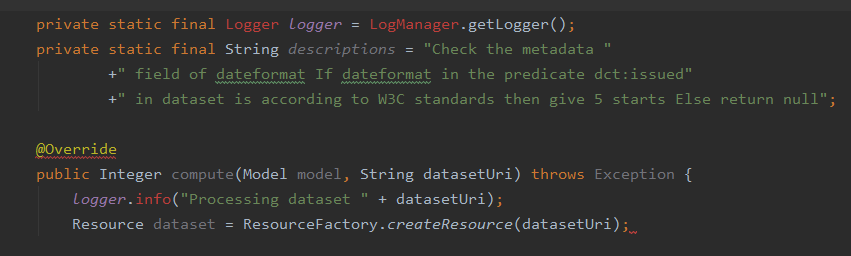 private static final Logger logger = LogManager.getLogger();
private static final String descriptions = "Check the metadata "
+" field of dateformat If dateformat in the predicate dct:issued"
+" in dataset is according to W3C standards then give 5 starts Else return null";
@Override
public Integer compute(Model model, String datasetUri) throws Exception {
logger.info("Processing dataset " + datasetUri);
Resource dataset = ResourceFactory.createResource(datasetUri);